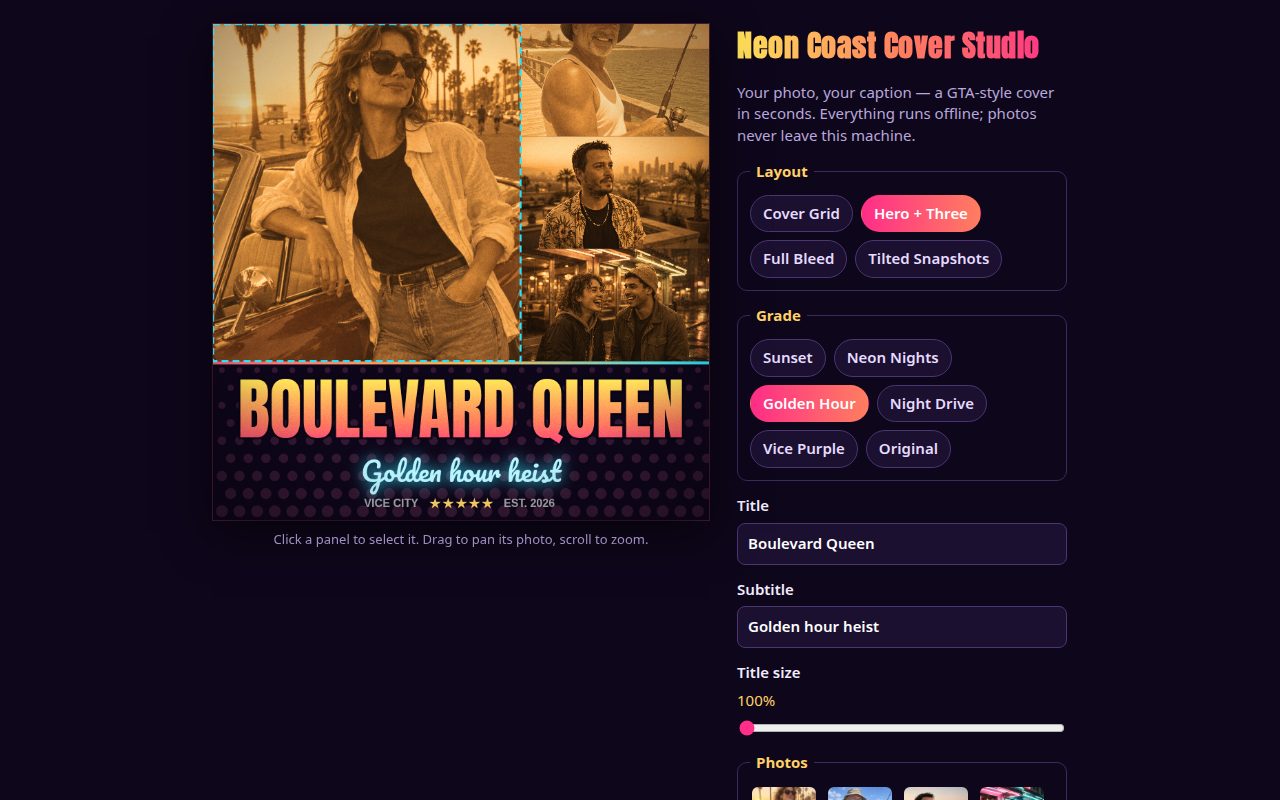 BOULEVARD QUEEN
Golden hour heist
VICE CITY ★★★★★ EST. 2026
Click a panel to select it. Drag to pan its photo, scroll to zoom.
Neon Coast Cover Studio
Your photo, your caption — a GTA-style cover
in seconds. Everything runs offline; photos
never leave this machine.
Layout
Cover Grid
Hero + Three
Full Bleed
Tilted Snapshots
Grade
Sunset
Neon Nights
Golden Hour
Night Drive
Vice Purple
Original
Title
Boulevard Queen
Subtitle
Golden hour heist
Title size
100%
Photos